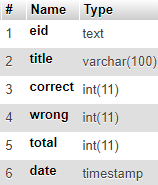 # Name Type
1 eid text
2 title varchar(100)
3 correct int(11)
4 wrong int(11)
5 total int(11)
6 date timestamp